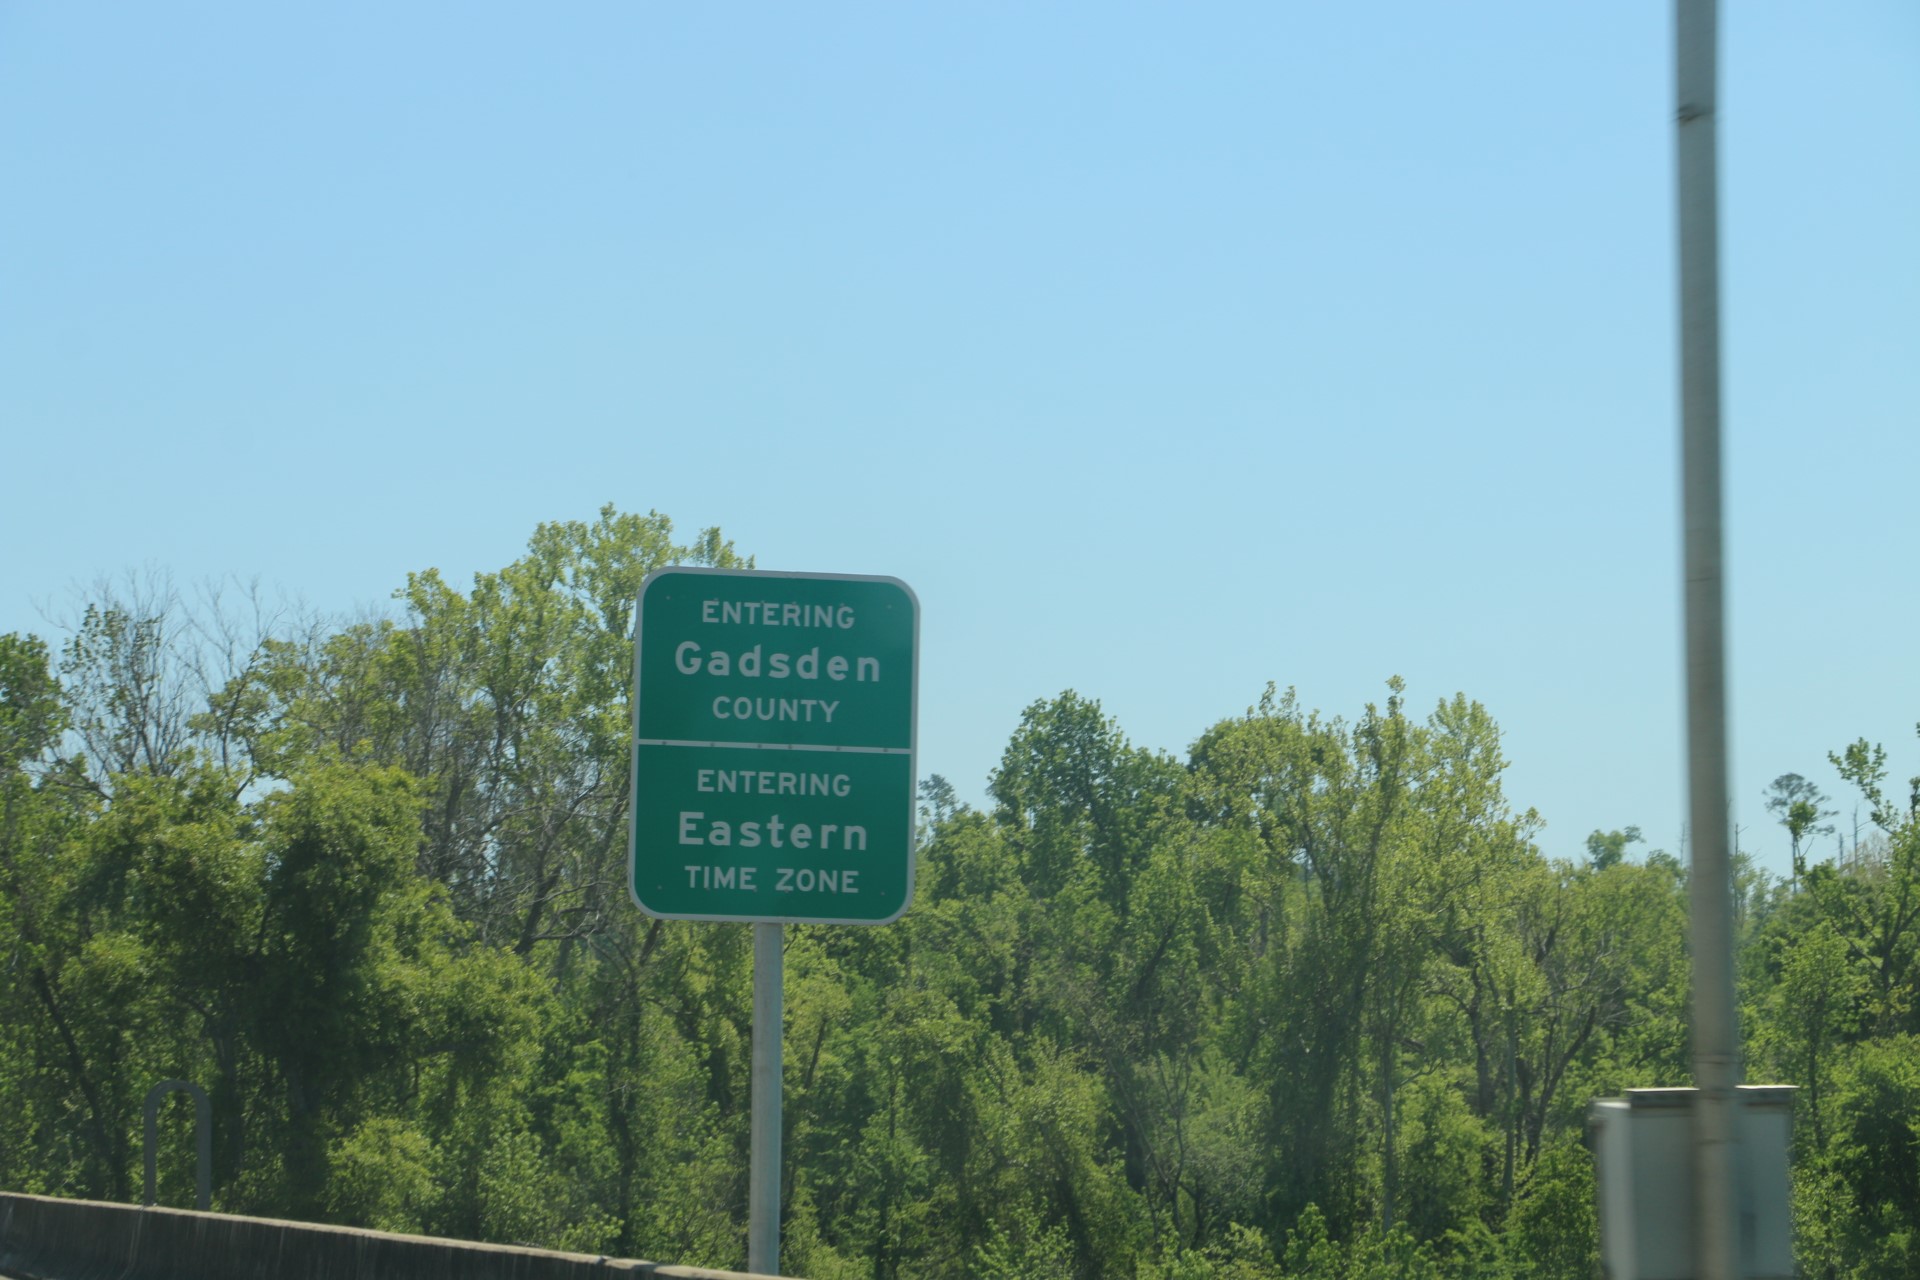 ENTERING
Gadsden
COUNTY
ENTERING
Eastern
TIME ZONE